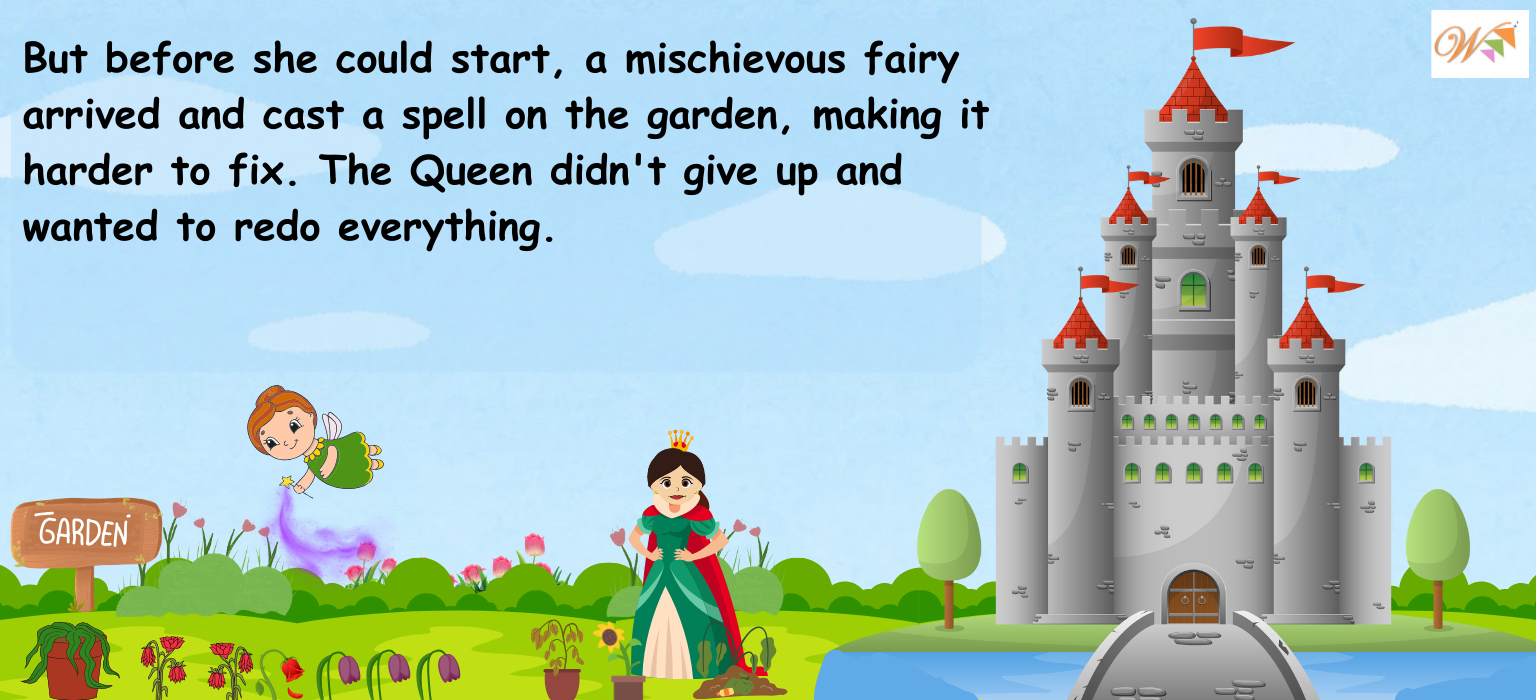 But before she could start, a mischievous fairy
arrived and cast a spell on the garden, making it
harder to fix. The Queen didn't give up and
wanted to redo everything.
W
GARDEN